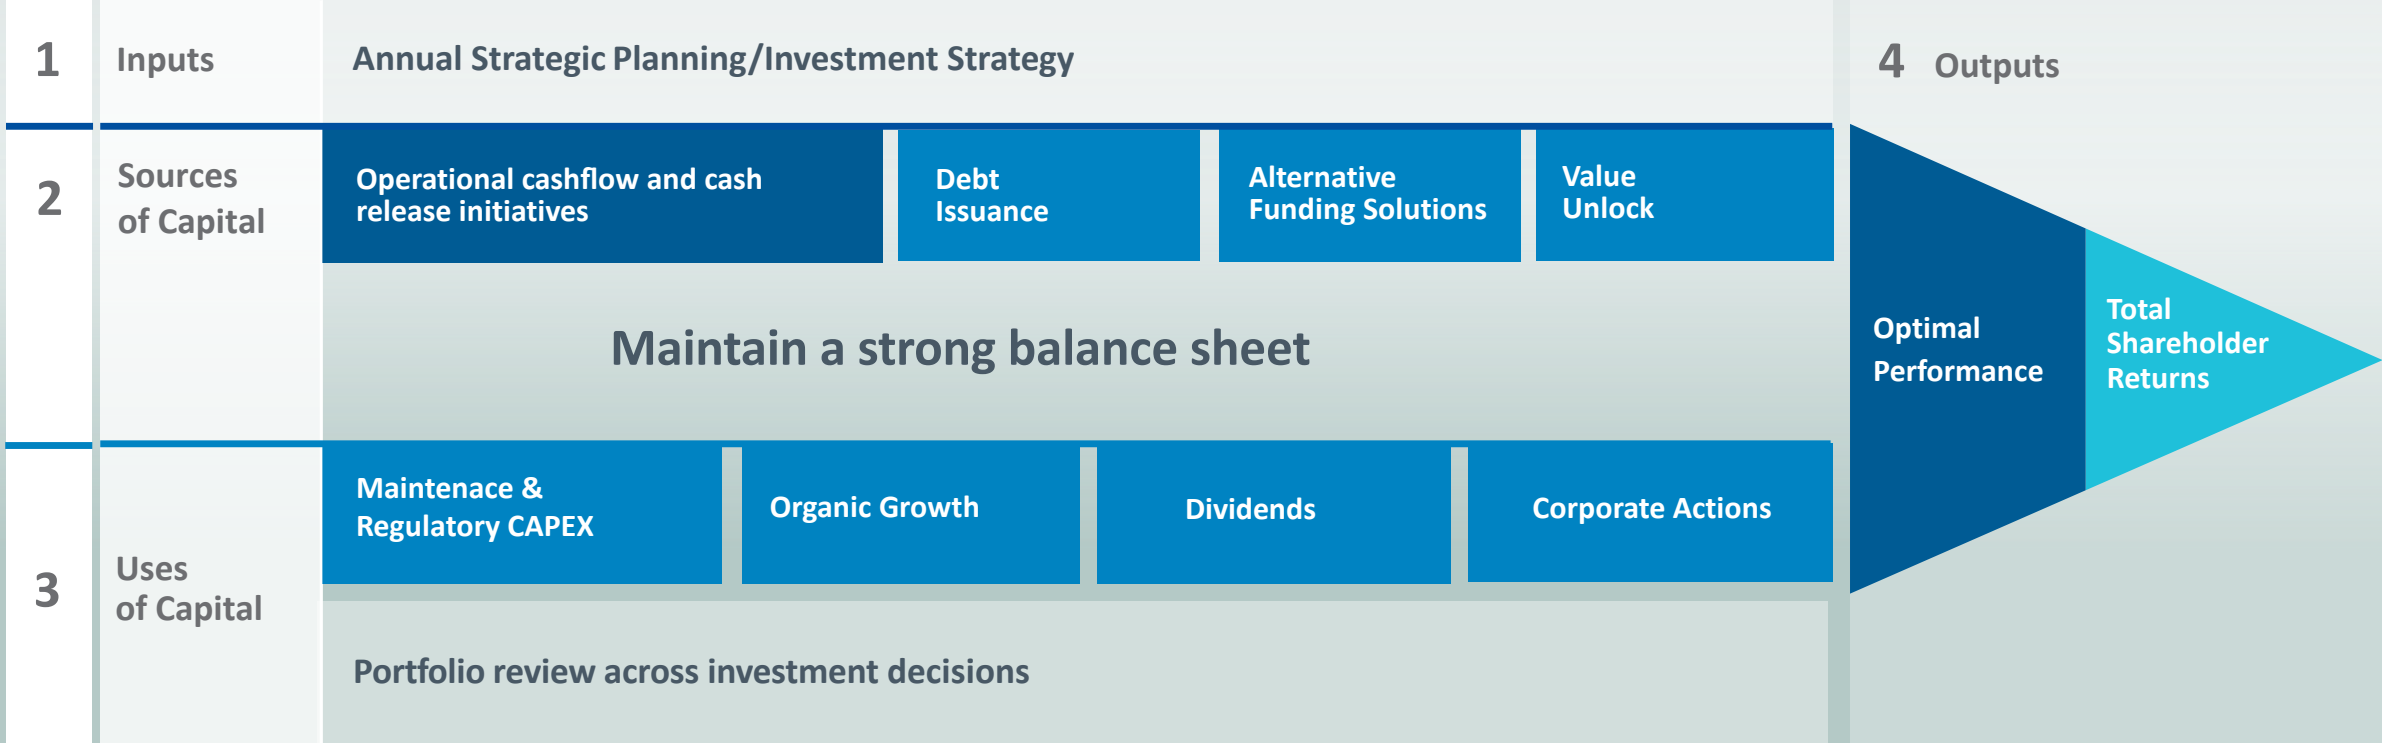 1 Inputs Annual Strategic Planning/Investment Strategy
2 Sources
of Capital
Operational cashflow and cash
release initiatives
Debt
Issuance
Alternative
Funding Solutions
Value
Unlock
Maintain a strong balance sheet
3 Uses
of Capital
Maintenace &
Regulatory CAPEX
Organic Growth
Dividends
Corporate Actions
Portfolio review across investment decisions
4 Outputs
Optimal
Performance
Total
Shareholder
Returns